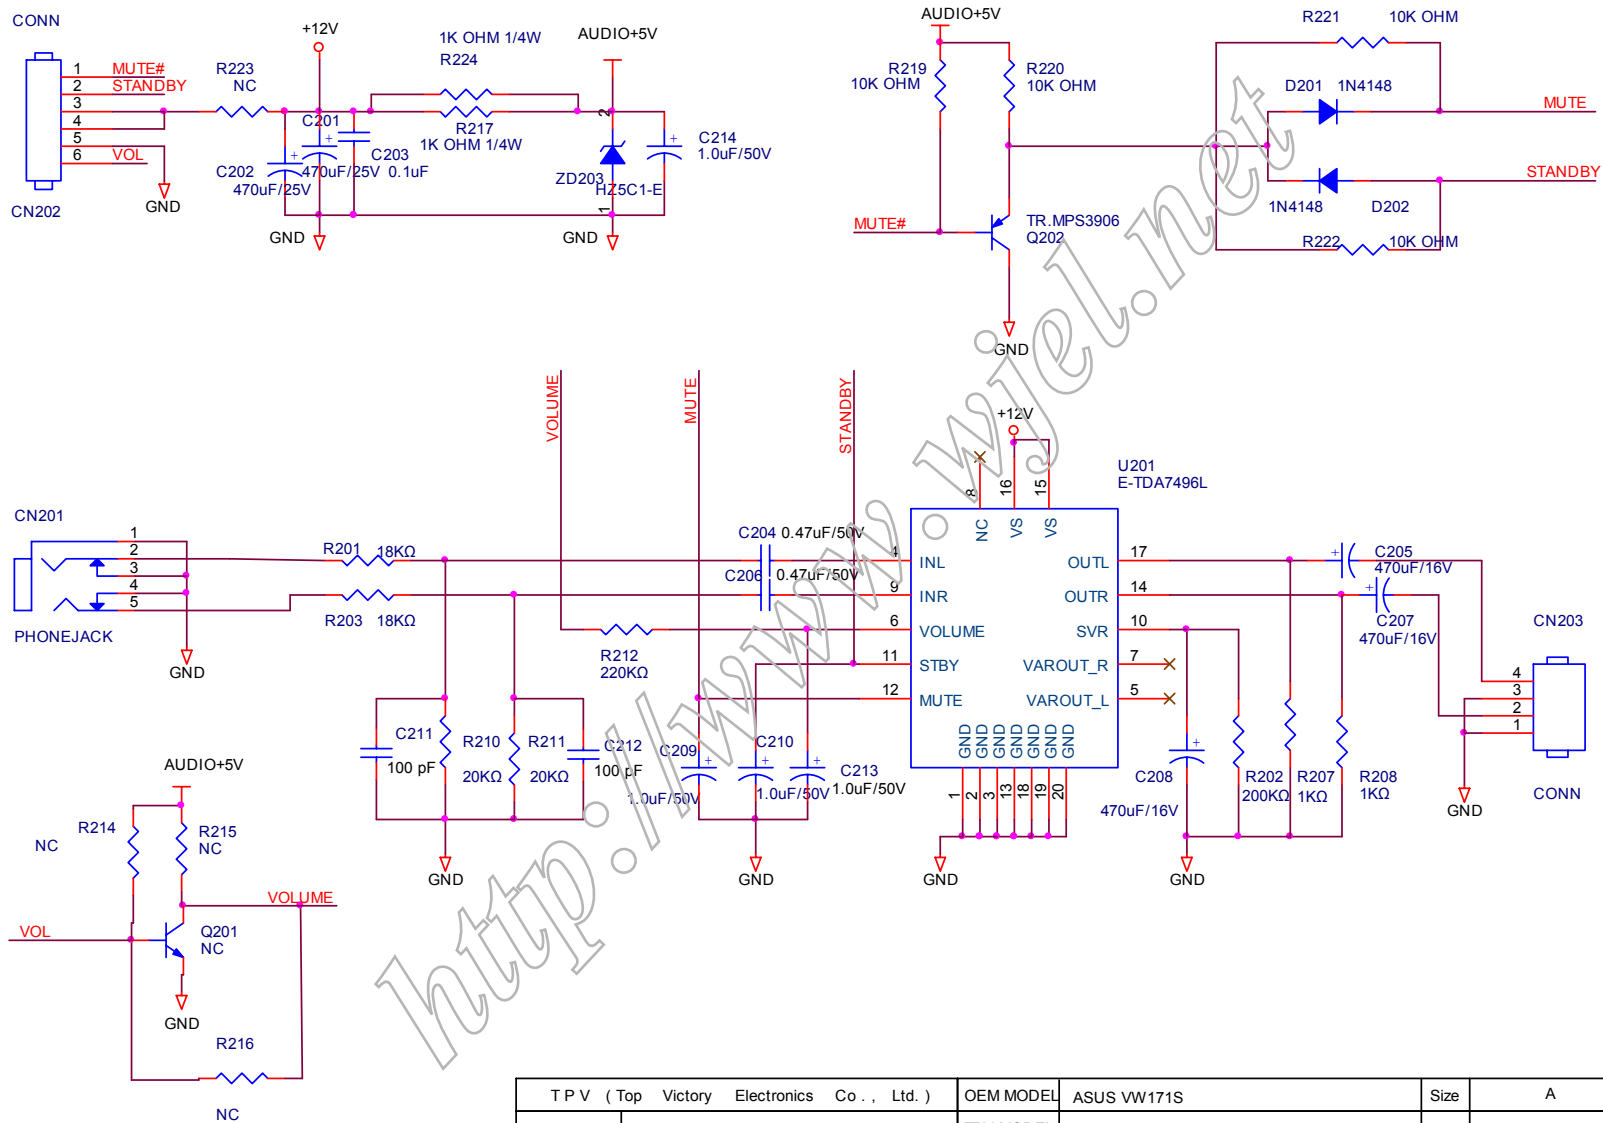 CONN
1 MUTE#
2 STANDBY
3
4
5
6 VOL
CN202
GND
R223
NC
+12V
1K OHM 1/4W
R224
AUDIO+5V
C201
470uF/25V
C202
470uF/25V
C203
0.1uF
R217
1K OHM 1/4W
2
ZD203
HZ5C1-E
1
C214
1.0uF/50V
GND
GND
AUDIO+5V
R219
10K OHM
R220
10K OHM
MUTE#
TR.MPS3906
Q202
GND
R221 10K OHM
D201 1N4148
MUTE
STANDBY
1N4148 D202
R222 10K OHM
VOLUME
MUTE
STANDBY
+12V
U201
E-TDA7496L
8 16 15
NC VS VS
CN201
1
2
3
4
5
PHONEJACK
GND
R201 18KΩ
R203 18KΩ
C204 0.47uF/50V
C206 0.47uF/50V
4 INL
9 INR
6 VOLUME
11 STBY
12 MUTE
OUTL 17
OUTR 14
SVR 10
VAROUT_R 7
VAROUT_L 5
GND GND GND GND GND GND GND
1 2 3 13 18 19 20
GND
R212
220KΩ
C211
100 pF
R210
20KΩ
R211
20KΩ
C212
100 pF
C209
1.0uF/50V
C210
1.0uF/50V
C213
1.0uF/50V
GND
GND
C205
470uF/16V
C207
470uF/16V
C208
470uF/16V
R202
200KΩ
R207
1KΩ
R208
1KΩ
GND
CN203
4
3
2
1
CONN
GND
AUDIO+5V
R214
NC
R215
NC
VOLUME
VOL
Q201
NC
GND
R216
NC
http://www.wjel.net
T P V ( Top Victory Electronics Co . , Ltd. ) OEM MODEL ASUS VW171S Size A